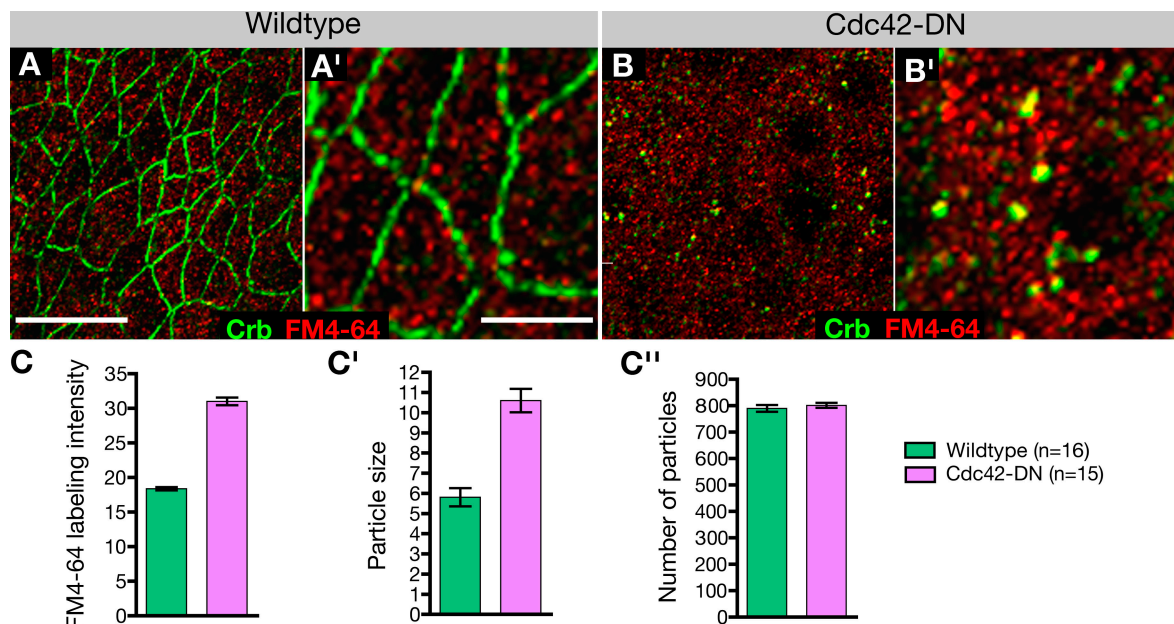 Wildtype
Cdc42-DN
A
A'
B
B'
Crb FM4-64
Crb FM4-64
C
FM4-64 labeling intensity
35
30
25
20
15
10
5
0
C'
Particle size
12
11
10
9
8
7
6
5
4
3
2
1
0
C''
Number of particles
900
800
700
600
500
400
300
200
100
0
Wildtype (n=16)
Cdc42-DN (n=15)